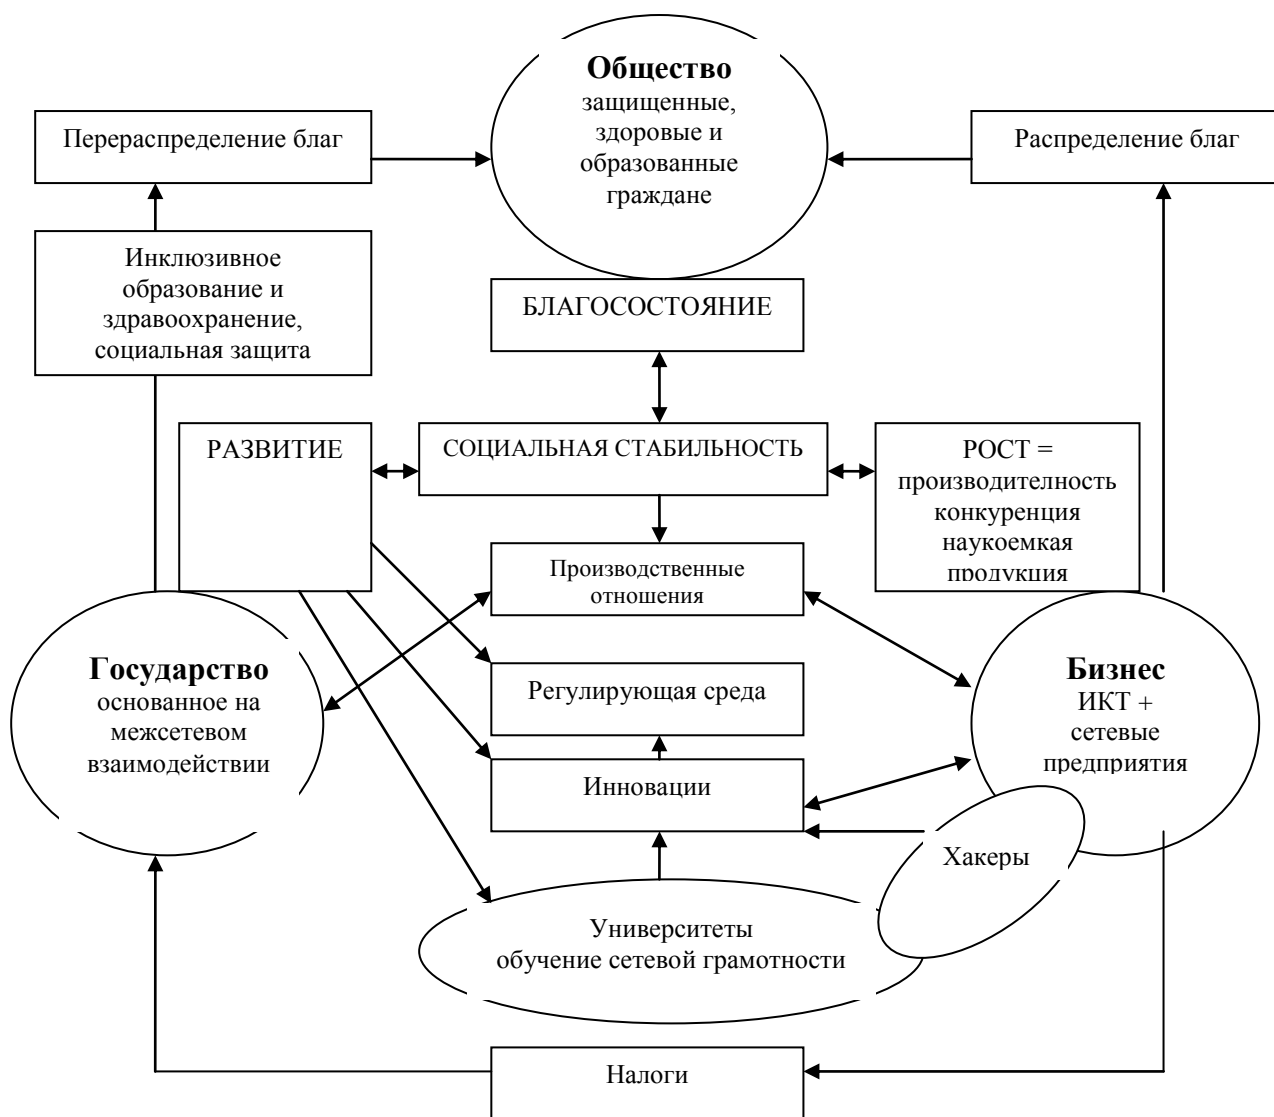 Общество
защищенные,
здоровые и
образованные
граждане
Перераспределение благ
Распределение благ
Инклюзивное
образование и
здравоохранение,
социальная защита
БЛАГОСОСТОЯНИЕ
РАЗВИТИЕ
СОЦИАЛЬНАЯ СТАБИЛЬНОСТЬ
РОСТ =
производителность
конкуренция
наукоемкая
продукция
Производственные
отношения
Государство
основанное на
межсетевом
взаимодействии
Регулирующая среда
Бизнес
ИКТ +
сетевые
предприятия
Инновации
Хакеры
Университеты
обучение сетевой грамотности
Налоги